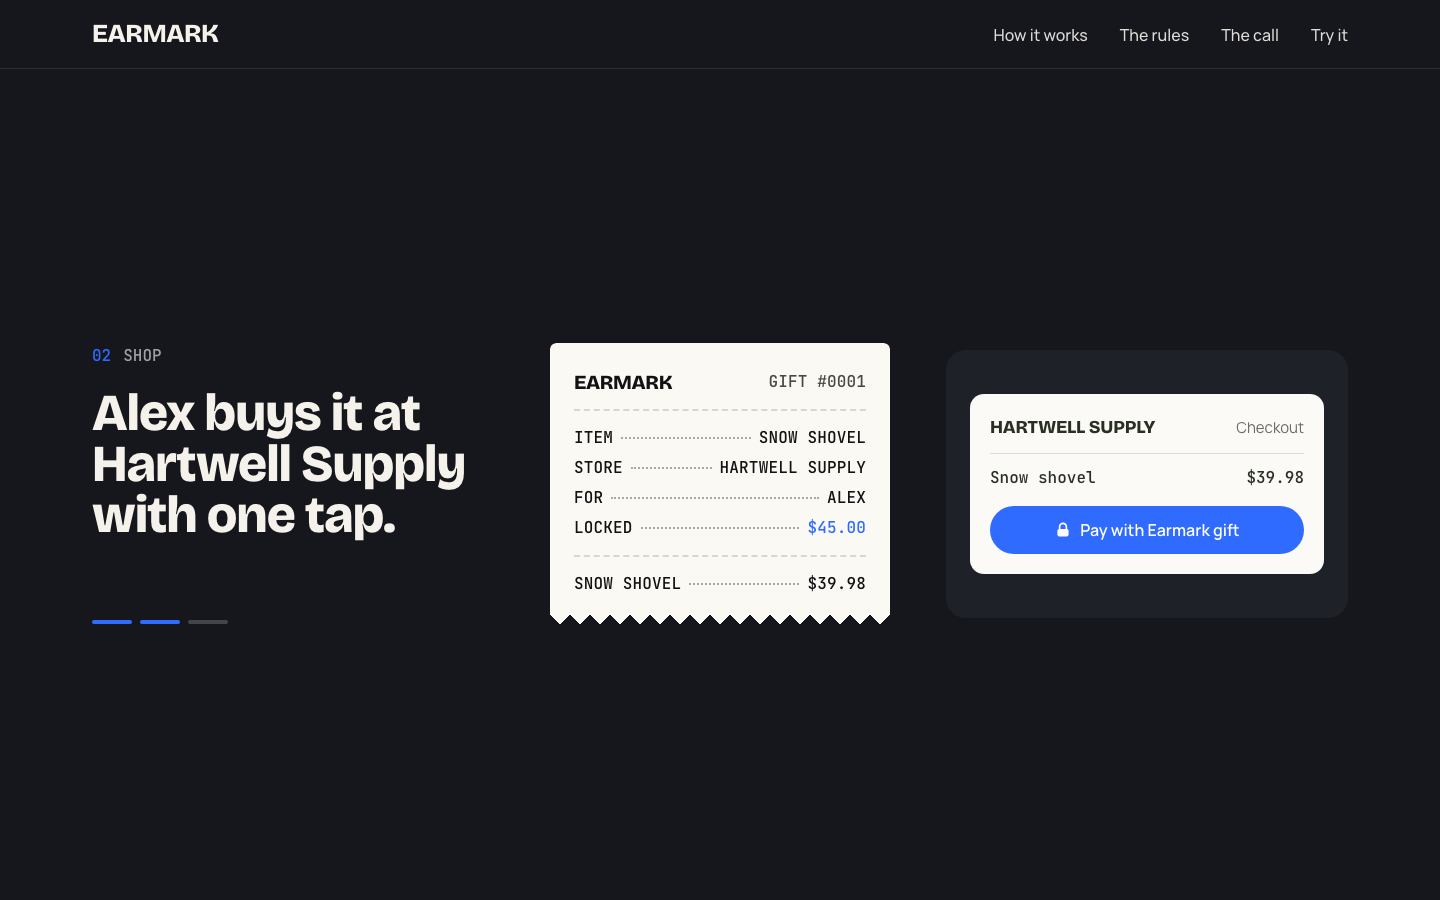 EARMARK
How it works
The rules
The call
Try it
02 SHOP
Alex buys it at
Hartwell Supply
with one tap.
EARMARK GIFT #0001
ITEM SNOW SHOVEL
STORE HARTWELL SUPPLY
FOR ALEX
LOCKED $45.00
SNOW SHOVEL $39.98
HARTWELL SUPPLY Checkout
Snow shovel $39.98
Pay with Earmark gift